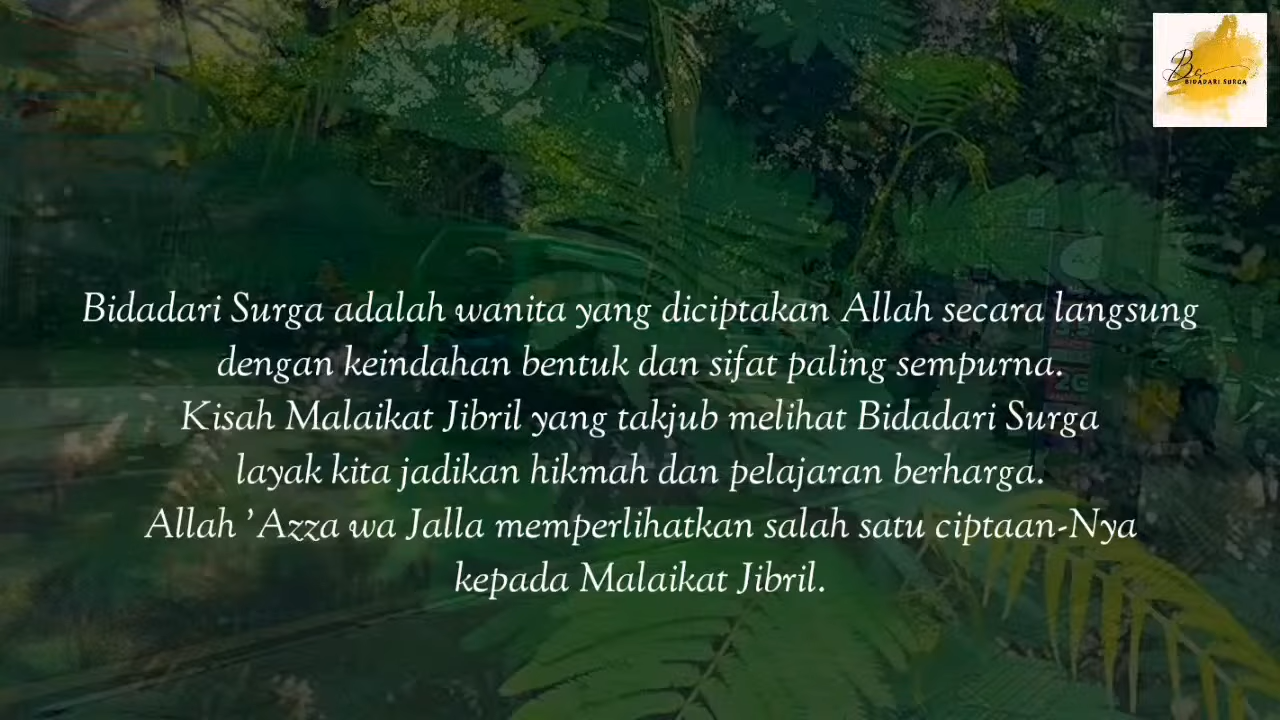 BIDADARI SURGA
Bidadari Surga adalah wanita yang diciptakan Allah secara langsung
dengan keindahan bentuk dan sifat paling sempurna.
Kisah Malaikat Jibril yang takjub melihat Bidadari Surga
layak kita jadikan hikmah dan pelajaran berharga.
Allah 'Azza wa Jalla memperlihatkan salah satu ciptaan-Nya
kepada Malaikat Jibril.